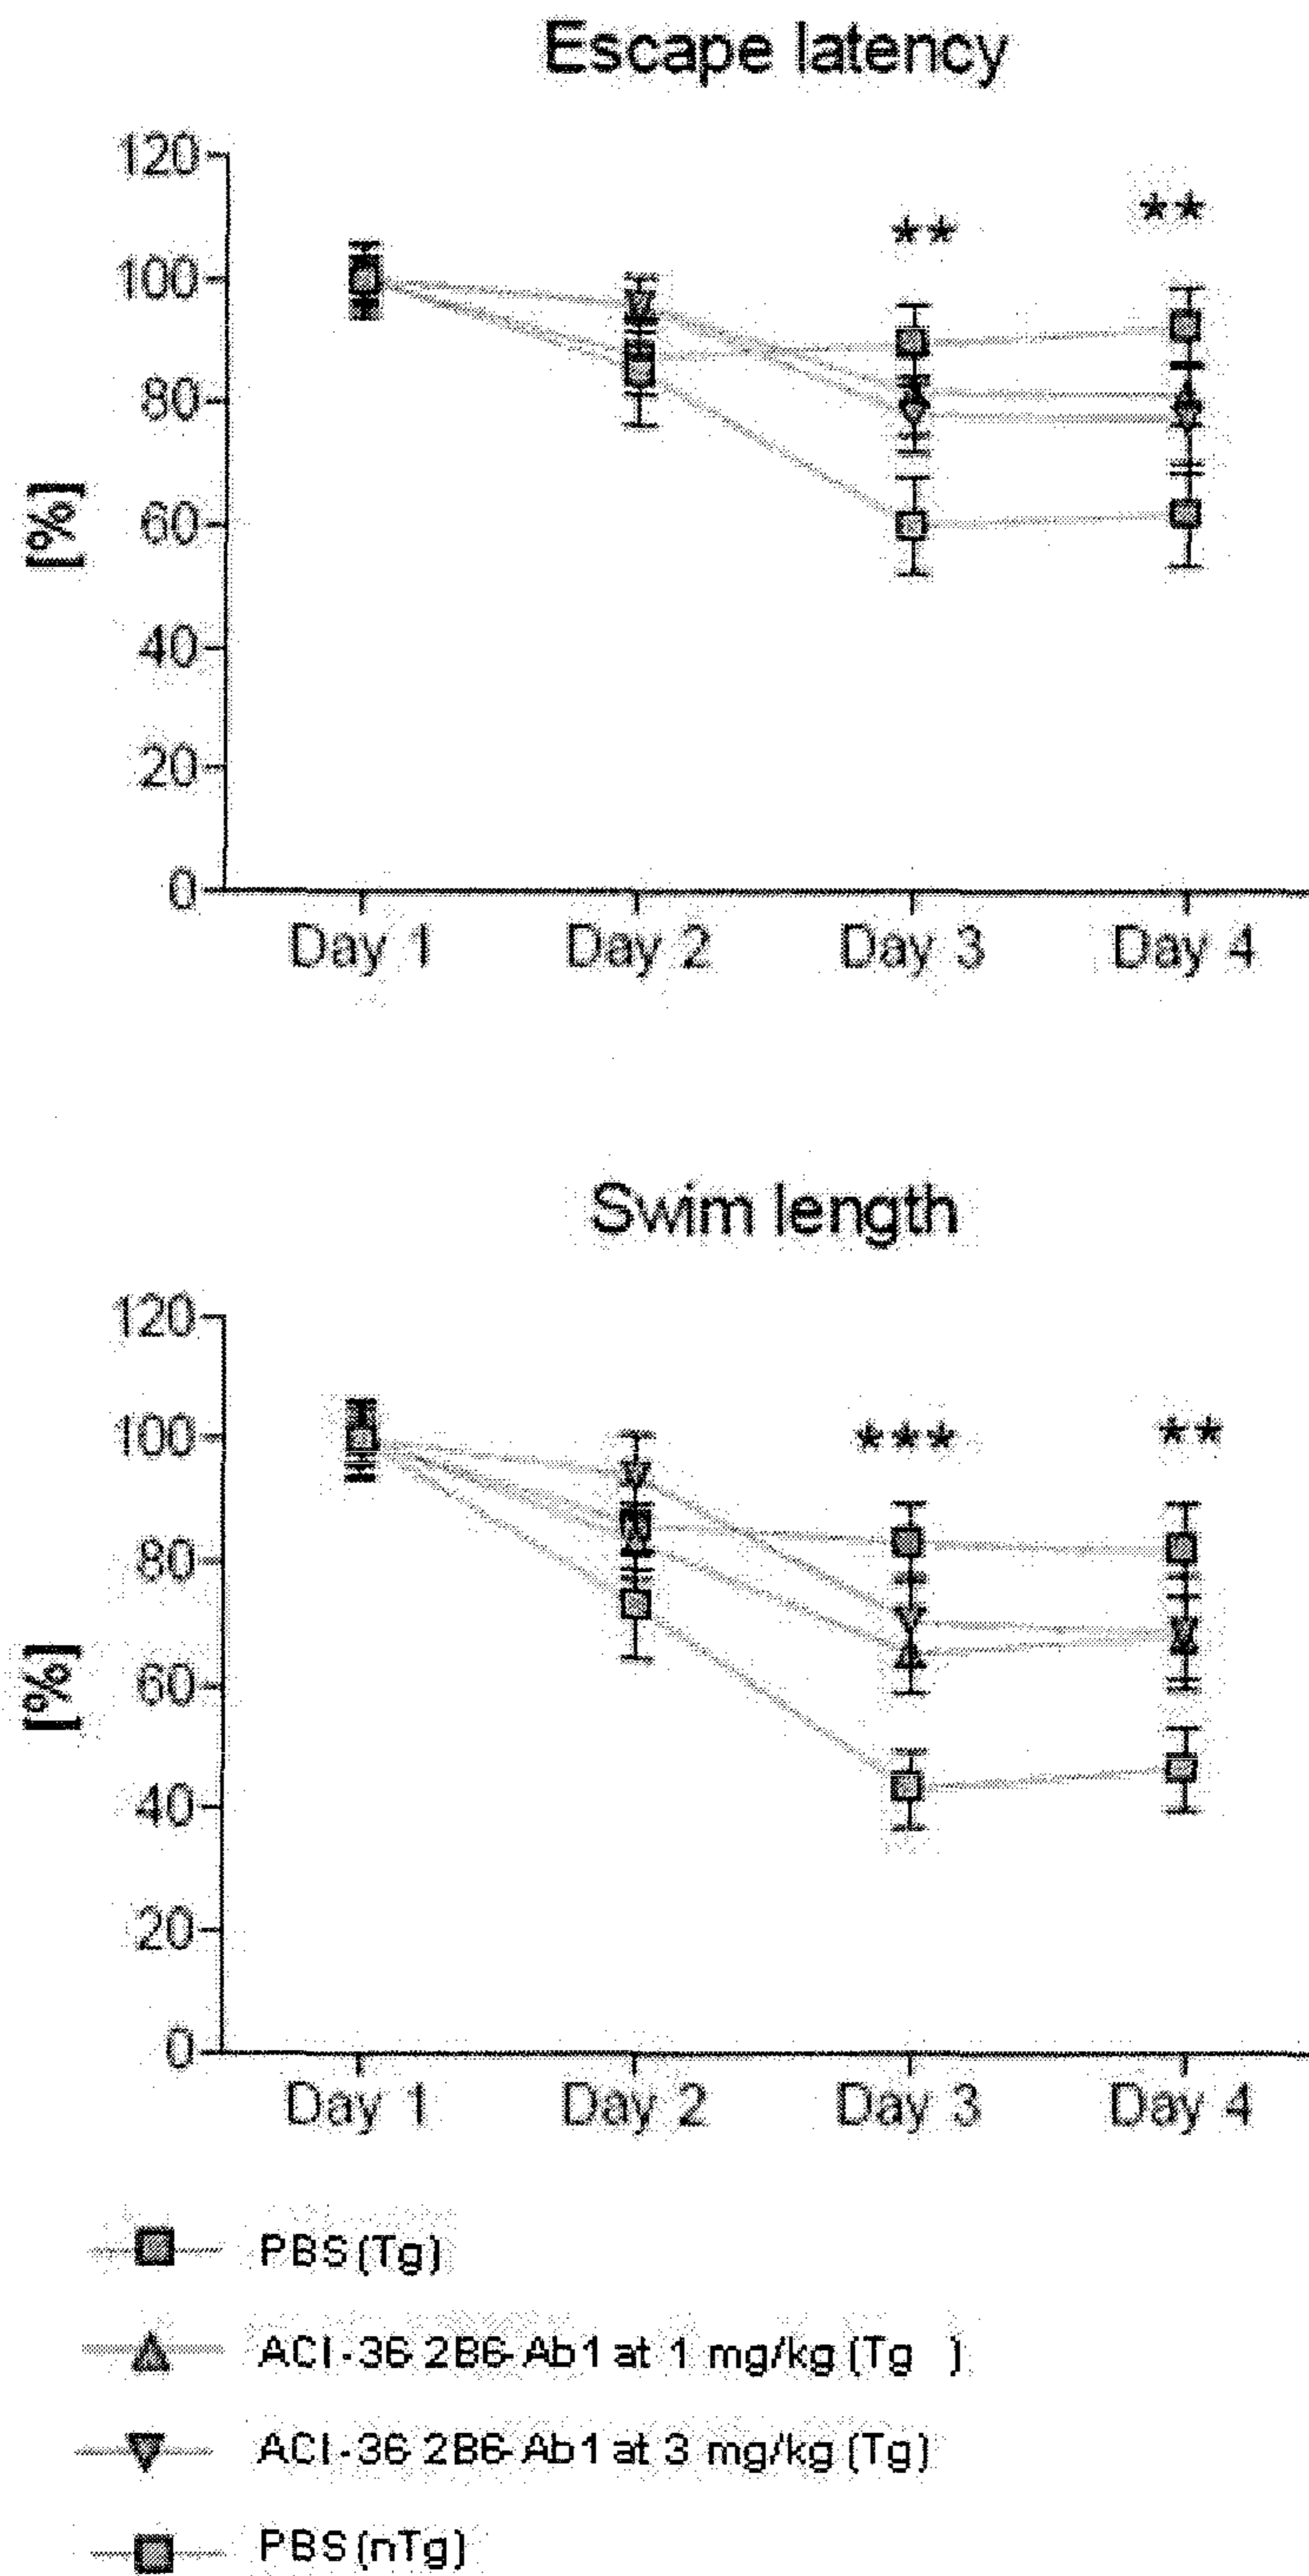 Escape latency
120
**
**
100
80
[%]
60
40
20
0
Day 1 Day 2 Day 3 Day 4
Swim length
120
100
***
**
80
[%]
60
40
20
0
Day 1 Day 2 Day 3 Day 4
PBS(Tg)
ACI-36 2B6-Ab1 at 1 mg/kg (Tg )
ACI-36 2B6-Ab1 at 3 mg/kg (Tg)
PBS(nTg)